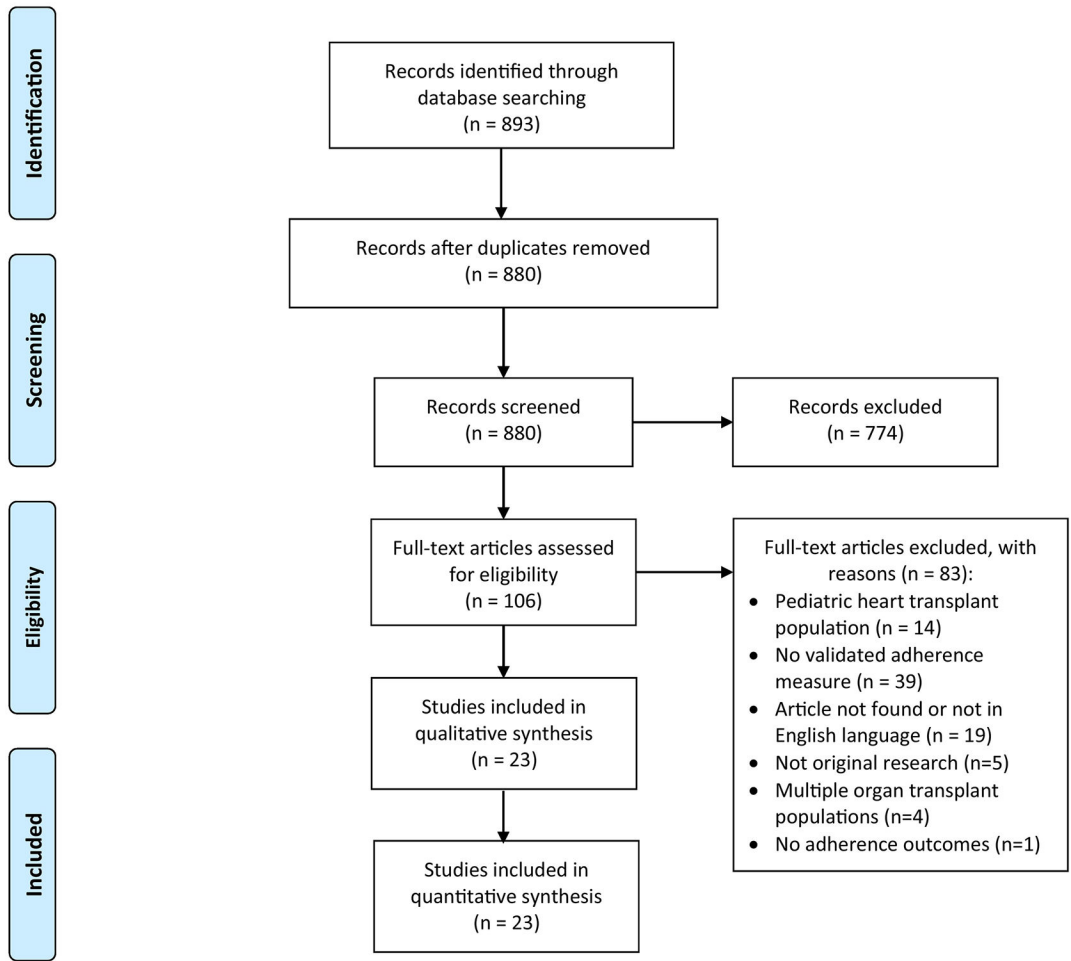 Identification
Records identified through
database searching
(n = 893)
Records after duplicates removed
(n = 880)
Screening
Records screened
(n = 880)
Records excluded
(n = 774)
Eligibility
Full-text articles assessed
for eligibility
(n = 106)
Full-text articles excluded, with
reasons (n = 83):
• Pediatric heart transplant
population (n = 14)
• No validated adherence
measure (n = 39)
• Article not found or not in
English language (n = 19)
• Not original research (n=5)
• Multiple organ transplant
populations (n=4)
• No adherence outcomes (n=1)
Studies included in
qualitative synthesis
(n = 23)
Included
Studies included in
quantitative synthesis
(n = 23)